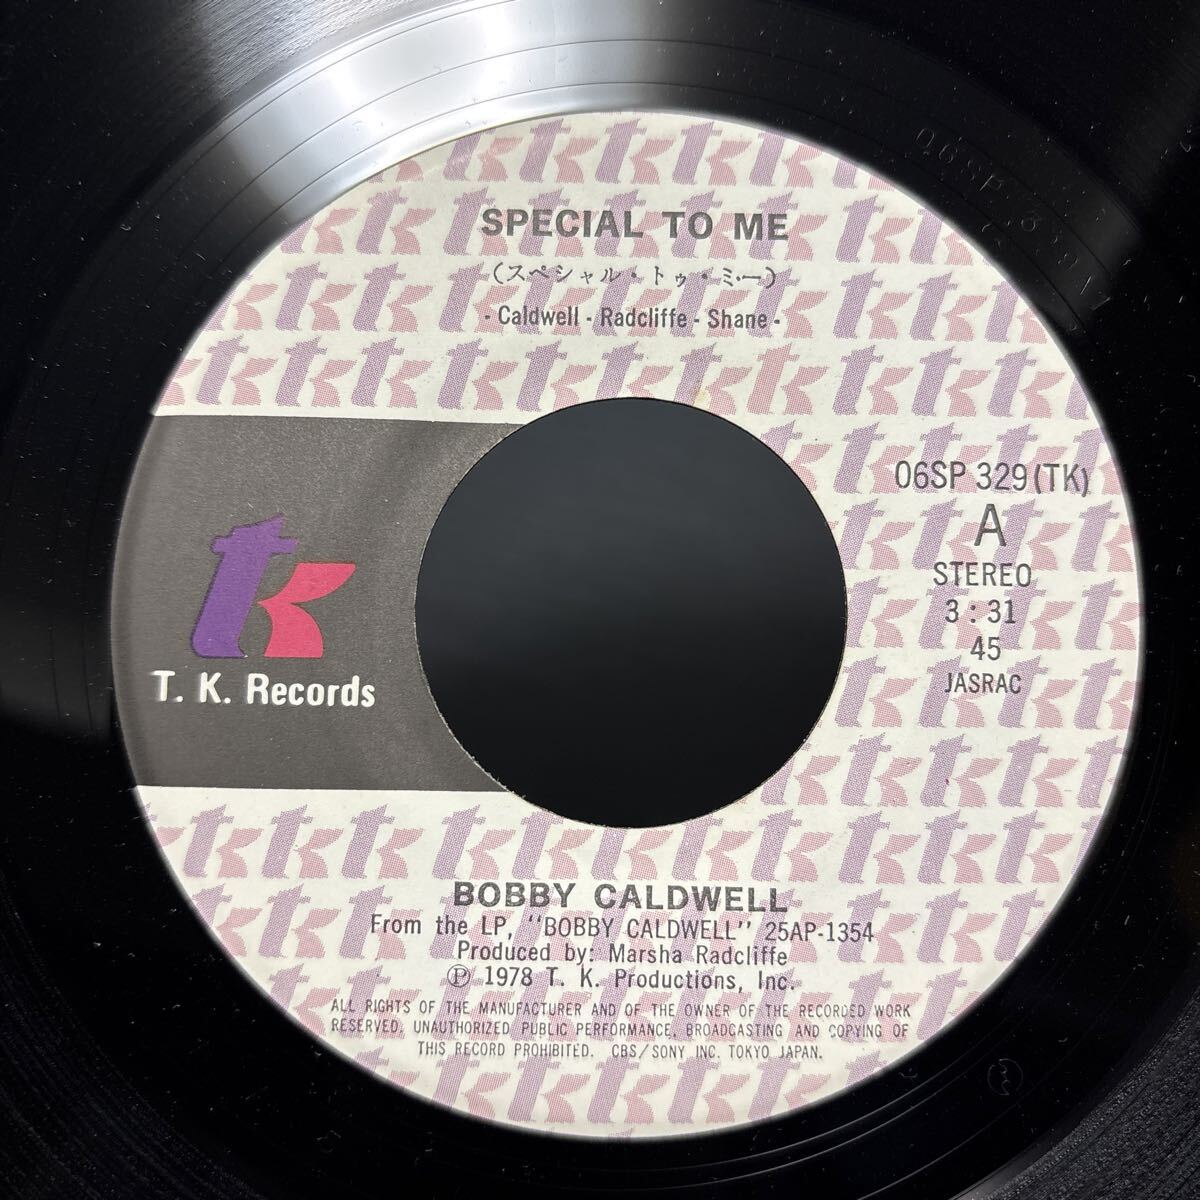 SPECIAL TO ME
(スペシャル・トゥ・ミー)
- Caldwell - Radcliffe - Shane -
06SP 329(TK)
A
STEREO
3:31
45
JASRAC
tk
T. K. Records
BOBBY CALDWELL
From the LP, "BOBBY CALDWELL" 25AP-1354
Produced by: Marsha Radcliffe
Ⓟ 1978 T. K. Productions, Inc.
ALL RIGHTS OF THE MANUFACTURER AND OF THE OWNER OF THE RECORDED WORK
RESERVED. UNAUTHORIZED PUBLIC PERFORMANCE, BROADCASTING AND COPYING OF
THIS RECORD PROHIBITED. CBS/SONY INC. TOKYO JAPAN.